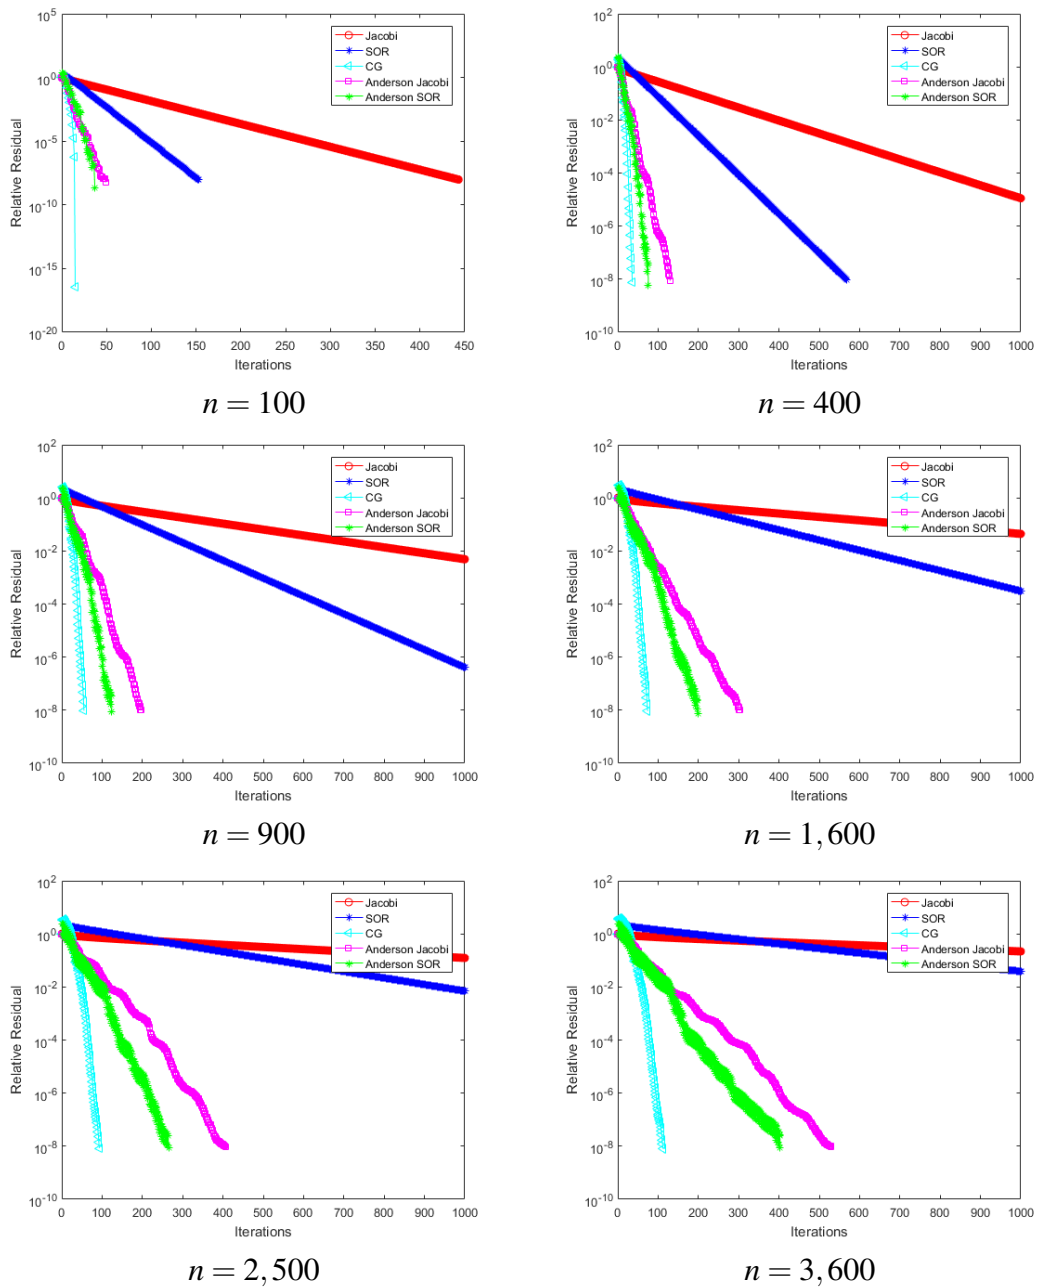 Relative Residual
10^5
10^0
10^-5
10^-10
10^-15
10^-20
Jacobi
SOR
CG
Anderson Jacobi
Anderson SOR
0 50 100 150 200 250 300 350 400 450
Iterations
n = 100
Relative Residual
10^2
10^0
10^-2
10^-4
10^-6
10^-8
10^-10
Jacobi
SOR
CG
Anderson Jacobi
Anderson SOR
0 100 200 300 400 500 600 700 800 900 1000
Iterations
n = 400
Relative Residual
10^2
10^0
10^-2
10^-4
10^-6
10^-8
10^-10
Jacobi
SOR
CG
Anderson Jacobi
Anderson SOR
0 100 200 300 400 500 600 700 800 900 1000
Iterations
n = 900
Relative Residual
10^2
10^0
10^-2
10^-4
10^-6
10^-8
10^-10
Jacobi
SOR
CG
Anderson Jacobi
Anderson SOR
0 100 200 300 400 500 600 700 800 900 1000
Iterations
n = 1,600
Relative Residual
10^2
10^0
10^-2
10^-4
10^-6
10^-8
10^-10
Jacobi
SOR
CG
Anderson Jacobi
Anderson SOR
0 100 200 300 400 500 600 700 800 900 1000
Iterations
n = 2,500
Relative Residual
10^2
10^0
10^-2
10^-4
10^-6
10^-8
10^-10
Jacobi
SOR
CG
Anderson Jacobi
Anderson SOR
0 100 200 300 400 500 600 700 800 900 1000
Iterations
n = 3,600